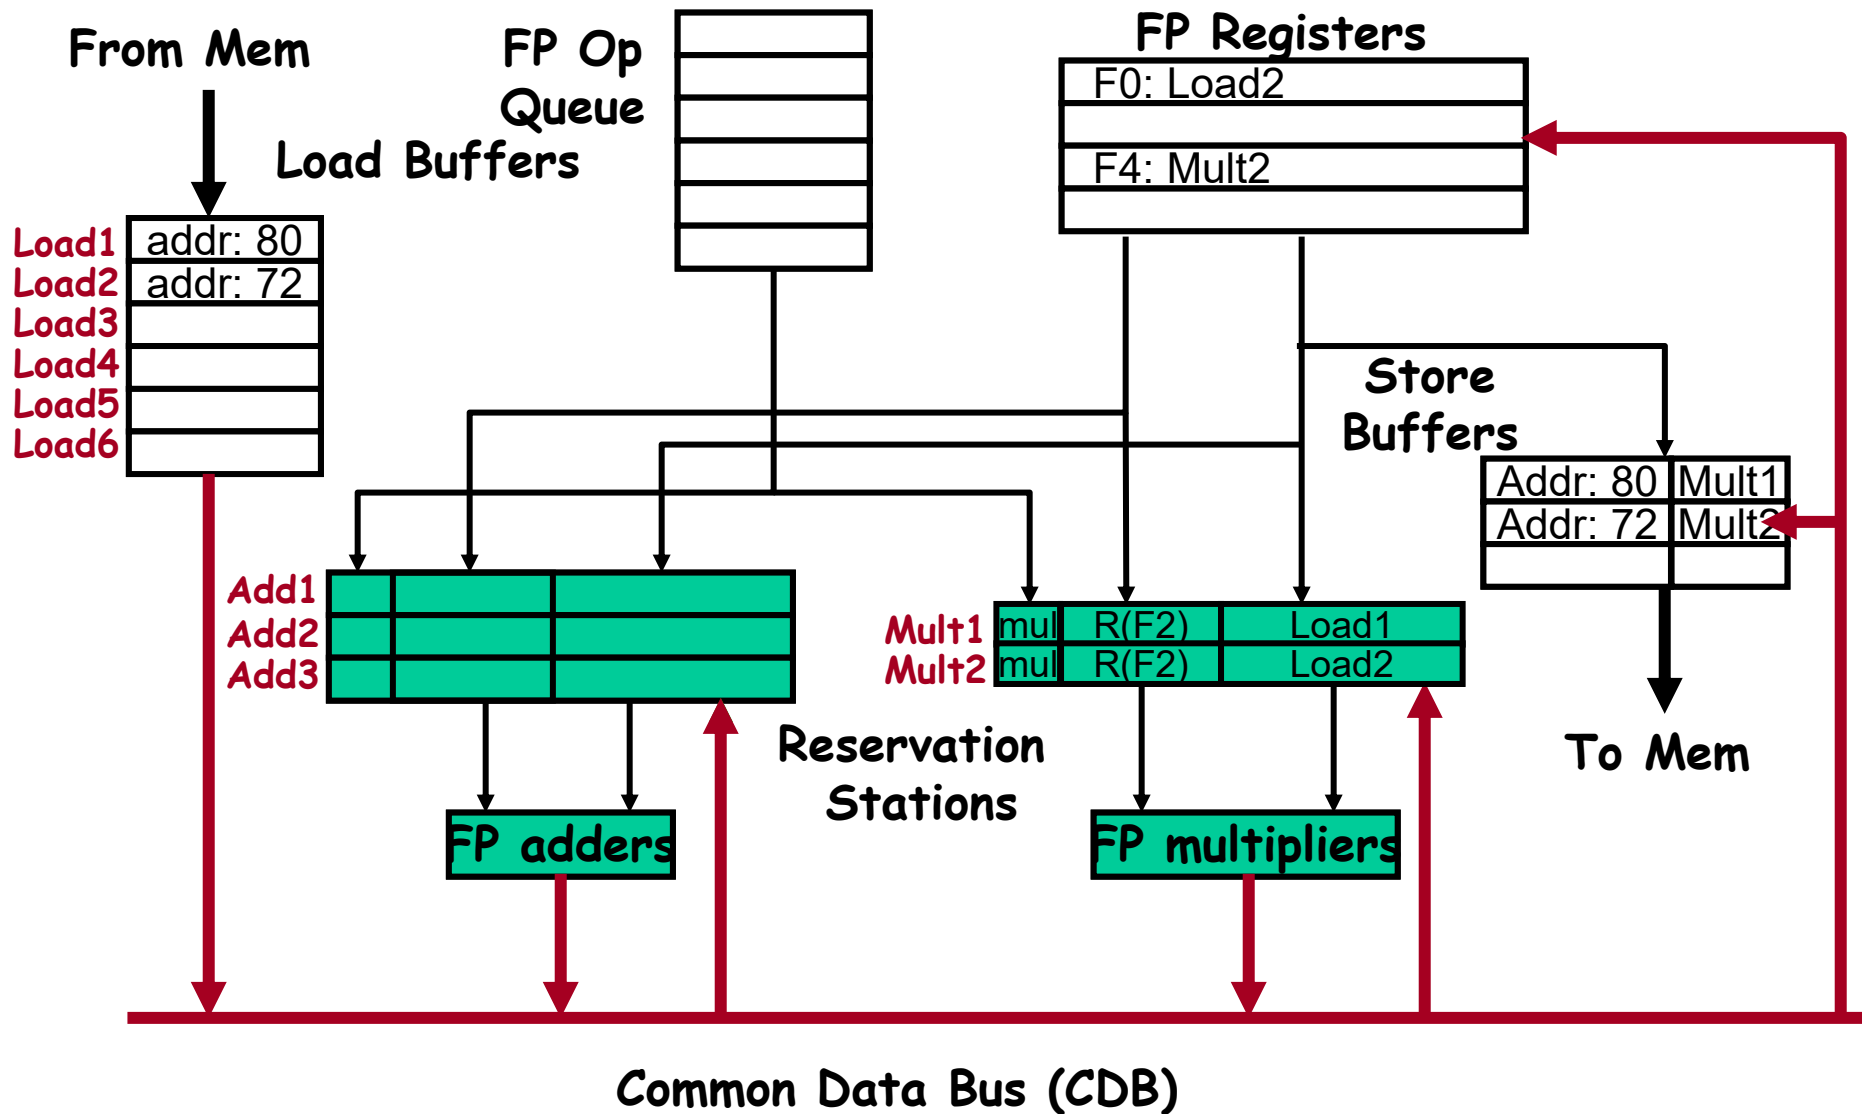 From Mem
FP Op
Queue
FP Registers
F0: Load2
F4: Mult2
Load Buffers
Load1 addr: 80
Load2 addr: 72
Load3
Load4
Load5
Load6
Store
Buffers
Addr: 80 Mult1
Addr: 72 Mult2
Add1
Add2
Add3
Mult1 mul R(F2) Load1
Mult2 mul R(F2) Load2
Reservation
Stations
To Mem
FP adders
FP multipliers
Common Data Bus (CDB)